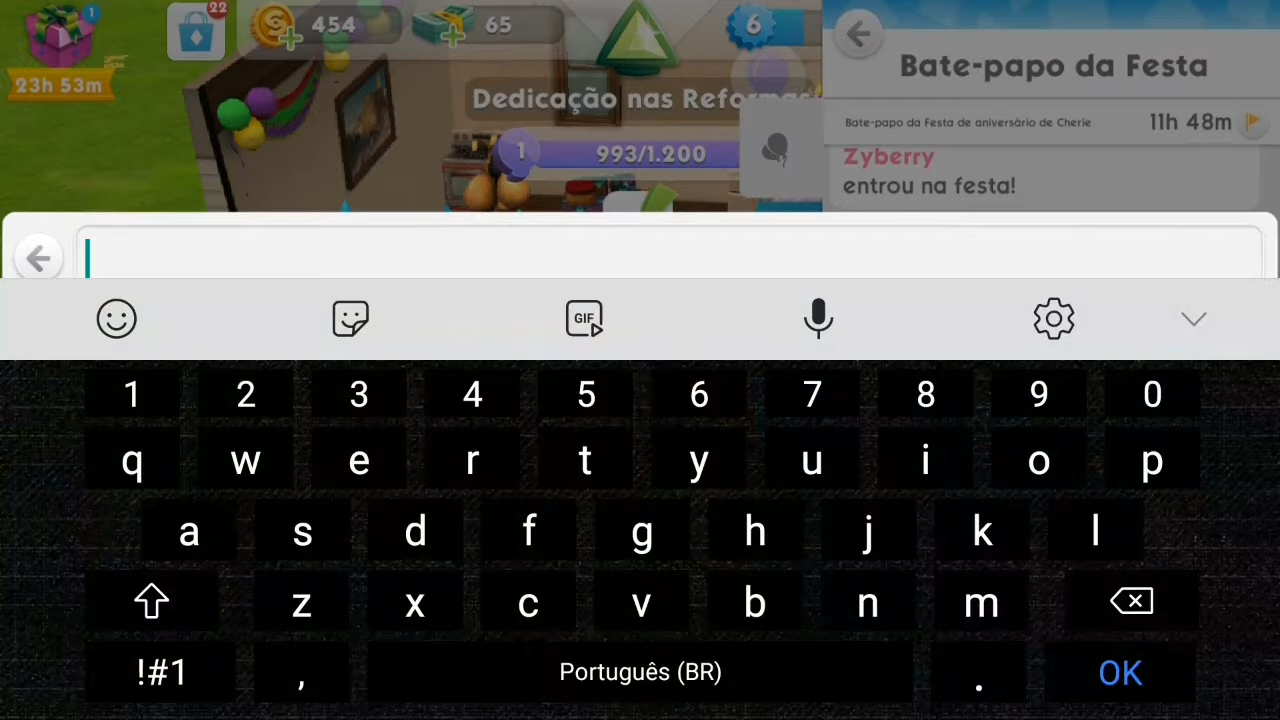 1
23h 53m
22
454
65
6
Dedicação nas Reformas
1
993/1.200
Bate-papo da Festa
Bate-papo da Festa de aniversário de Cherie
11h 48m
Zyberry
entrou na festa!
GIF
1 2 3 4 5 6 7 8 9 0
q w e r t y u i o p
a s d f g h j k l
z x c v b n m
!#1 , Português (BR) . OK